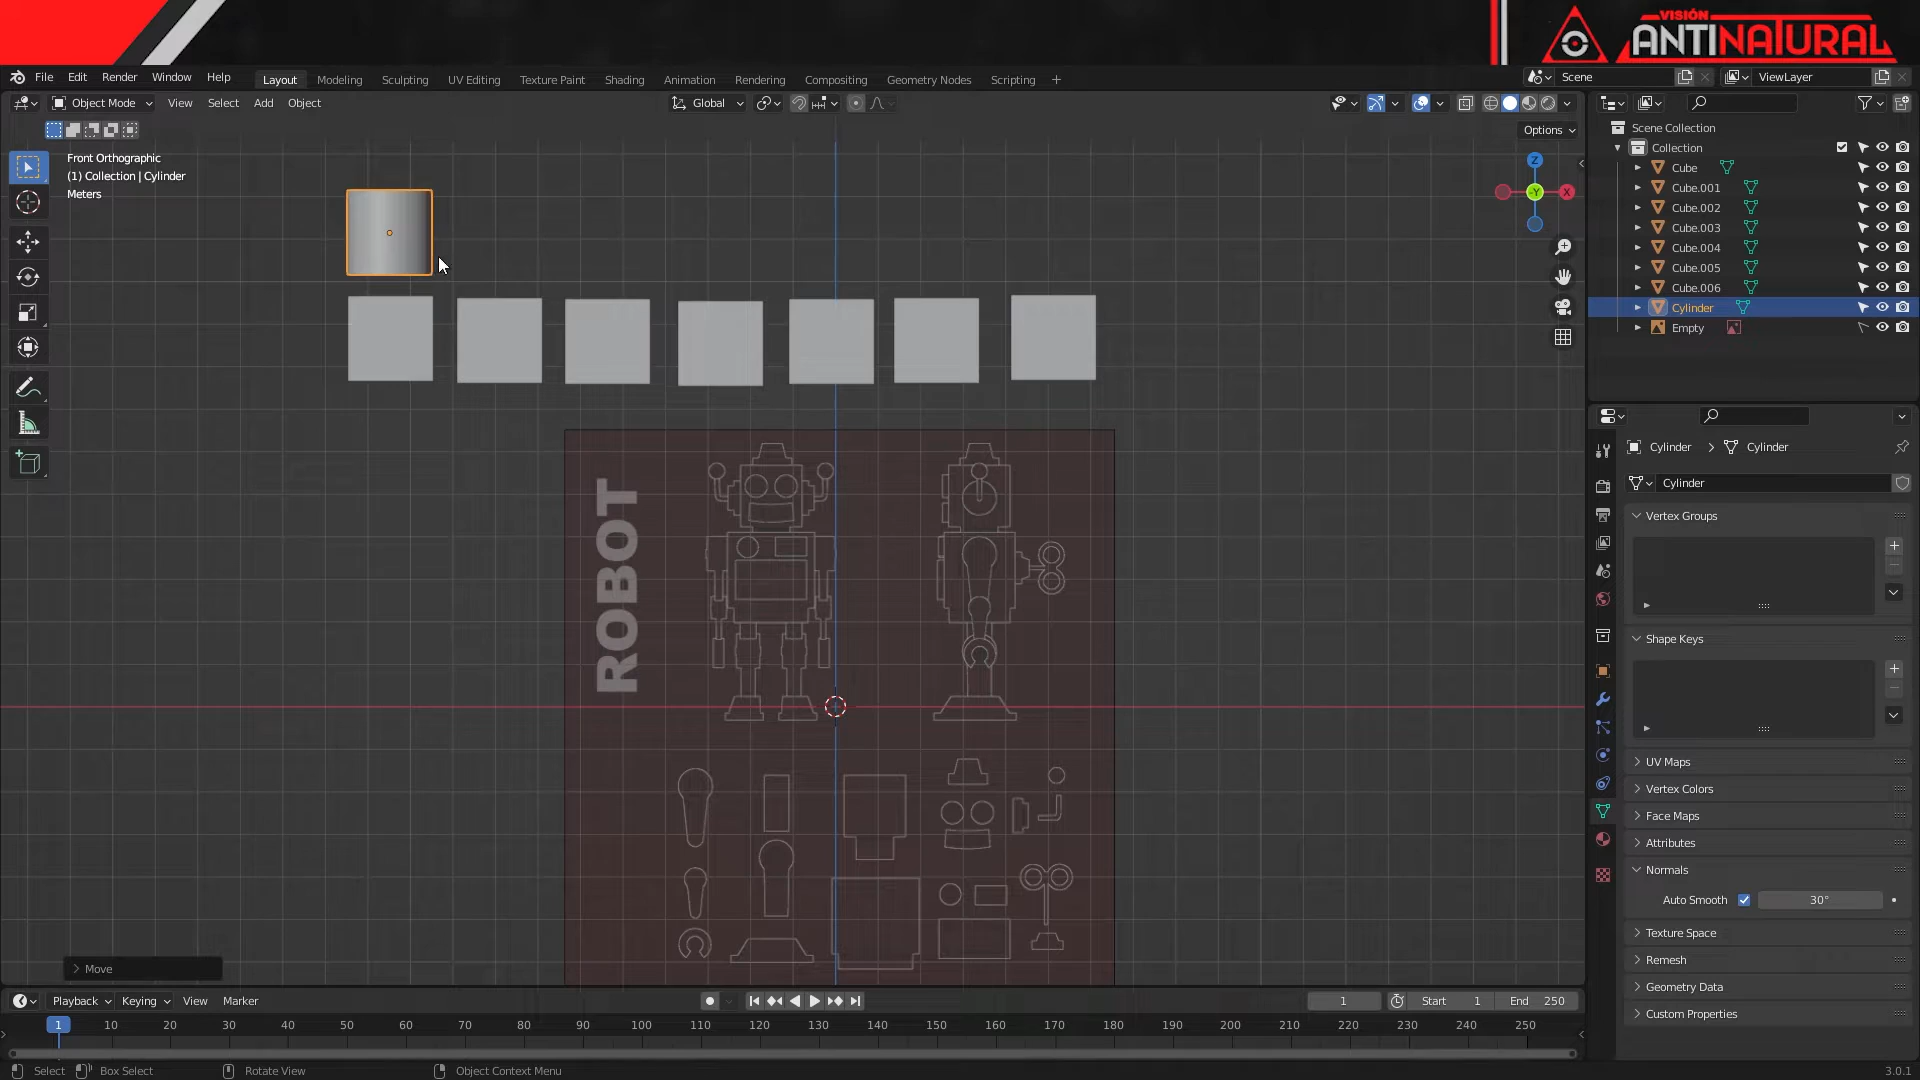 VISIÓN
ANTINATURAL
File Edit Render Window Help
Layout Modeling Sculpting UV Editing Texture Paint Shading Animation Rendering Compositing Geometry Nodes Scripting +
Scene
ViewLayer
Object Mode View Select Add Object
Global
Options
Front Orthographic
(1) Collection | Cylinder
Meters
Z
-Y
X
ROBOT
Move
Scene Collection
Collection
Cube
Cube.001
Cube.002
Cube.003
Cube.004
Cube.005
Cube.006
Cylinder
Empty
Cylinder > Cylinder
Cylinder
Vertex Groups
Shape Keys
UV Maps
Vertex Colors
Face Maps
Attributes
Normals
Auto Smooth 30°
Texture Space
Remesh
Geometry Data
Custom Properties
Playback Keying View Marker
1 Start 1 End 250
1 10 20 30 40 50 60 70 80 90 100 110 120 130 140 150 160 170 180 190 200 210 220 230 240 250
Select Box Select Rotate View Object Context Menu
3.0.1